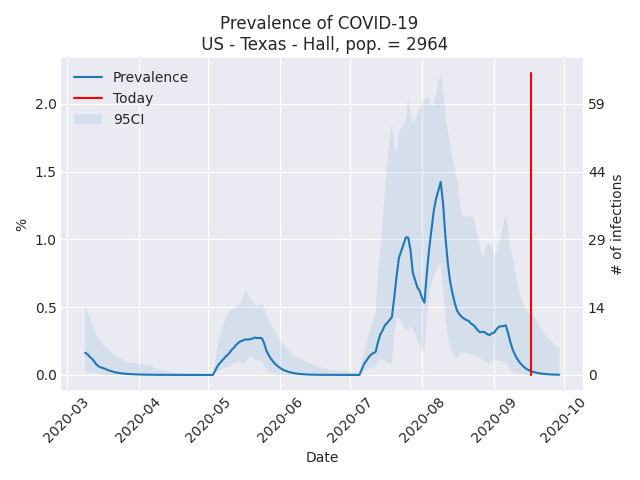 Prevalence of COVID-19
US - Texas - Hall, pop. = 2964
Prevalence
Today
95CI
2.0
1.5
1.0
0.5
0.0
%
59
44
29
14
0
# of infections
2020-03
2020-04
2020-05
2020-06
2020-07
2020-08
2020-09
2020-10
Date